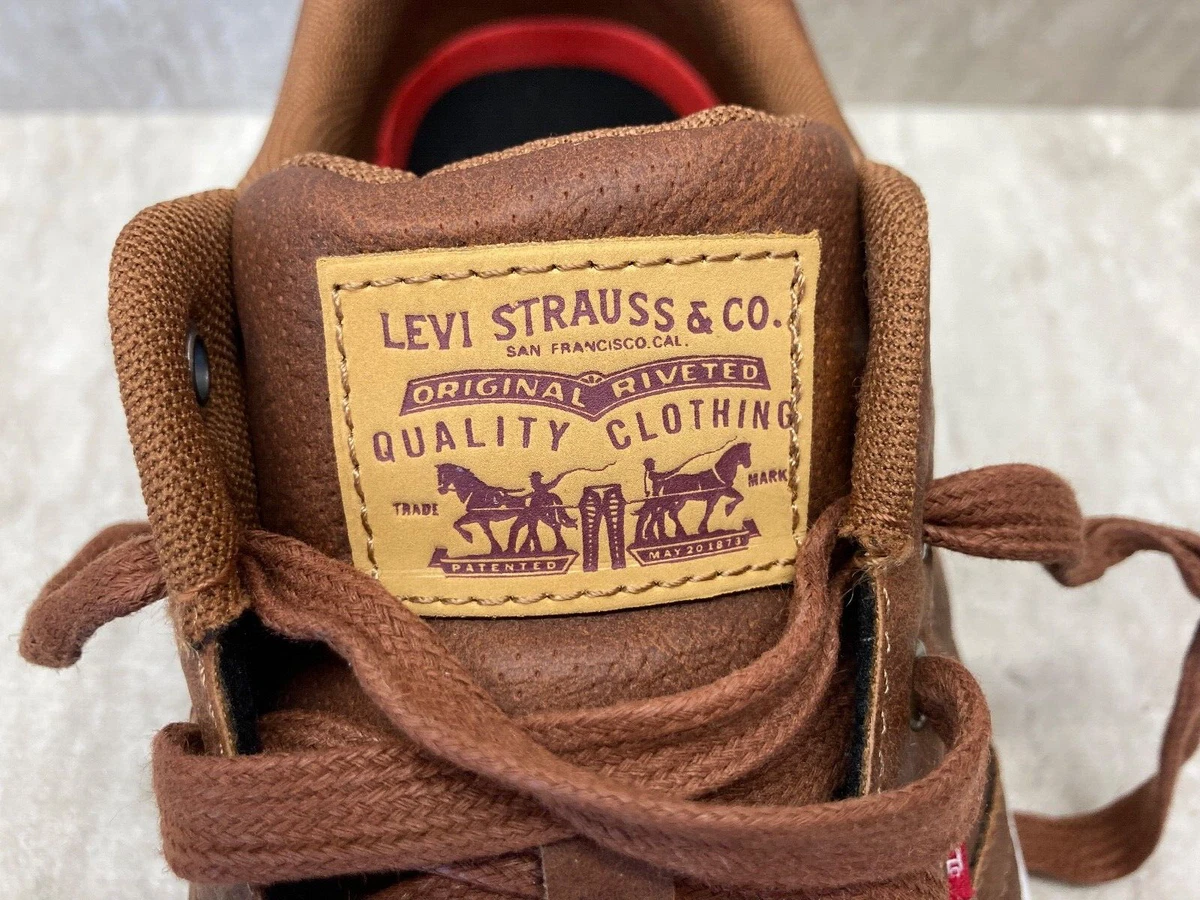 LEVI STRAUSS & CO.
SAN FRANCISCO. CAL.
ORIGINAL RIVETED
QUALITY CLOTHING
TRADE MARK
PATENTED MAY 20 1873